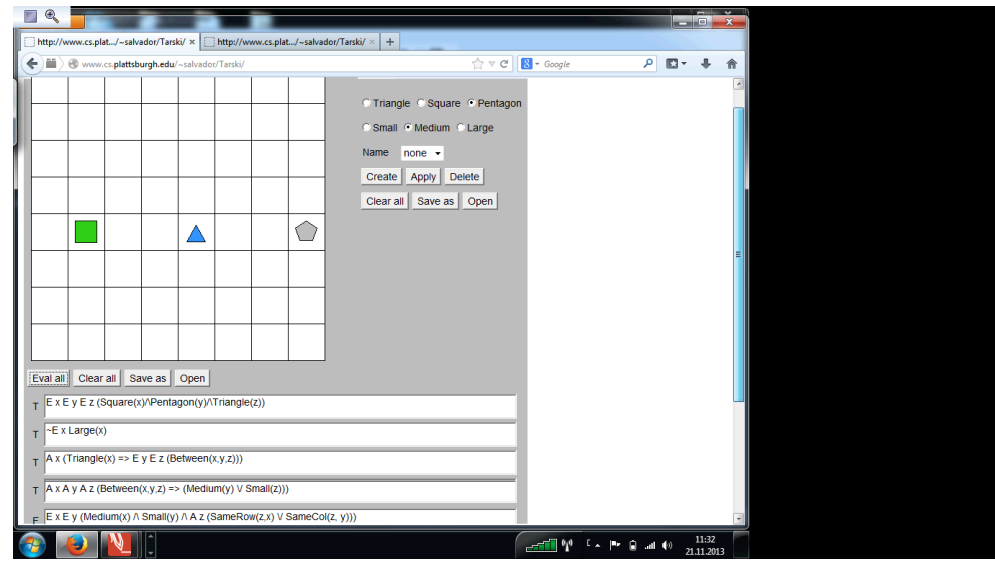 http://www.cs.plat.../~salvador/Tarski/ × http://www.cs.plat.../~salvador/Tarski/ × +
www.cs.plattsburgh.edu/~salvador/Tarski/ 8 - Google
Triangle Square Pentagon
Small Medium Large
Name none
Create Apply Delete
Clear all Save as Open
Eval all Clear all Save as Open
T E x E y E z (Square(x)/\Pentagon(y)/\Triangle(z))
T ~E x Large(x)
T A x (Triangle(x) => E y E z (Between(x,y,z)))
T A x A y A z (Between(x,y,z) => (Medium(y) \/ Small(z)))
F E x E y (Medium(x) /\ Small(y) /\ A z (SameRow(z,x) \/ SameCol(z, y)))
11:32
21.11.2013